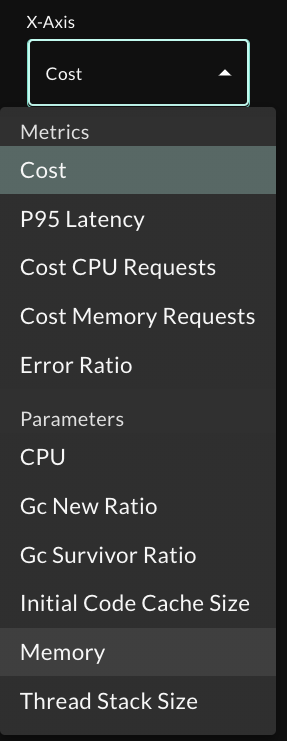 X-Axis
Cost
Metrics
Cost
P95 Latency
Cost CPU Requests
Cost Memory Requests
Error Ratio
Parameters
CPU
Gc New Ratio
Gc Survivor Ratio
Initial Code Cache Size
Memory
Thread Stack Size